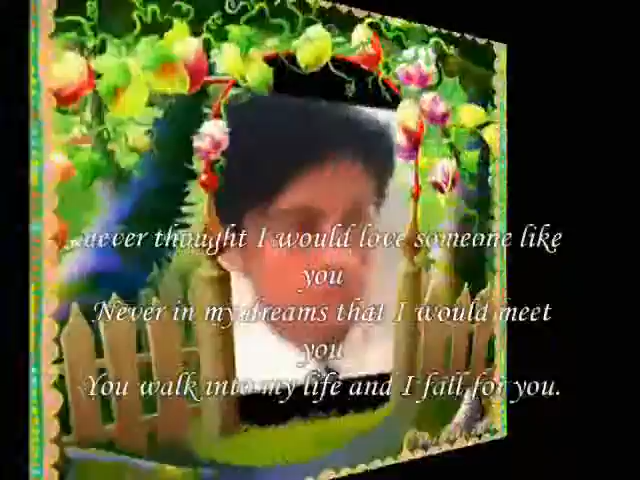 never thought I would love someone like
you
Never in my dreams that I would meet
you
You walk into my life and I fall for you.